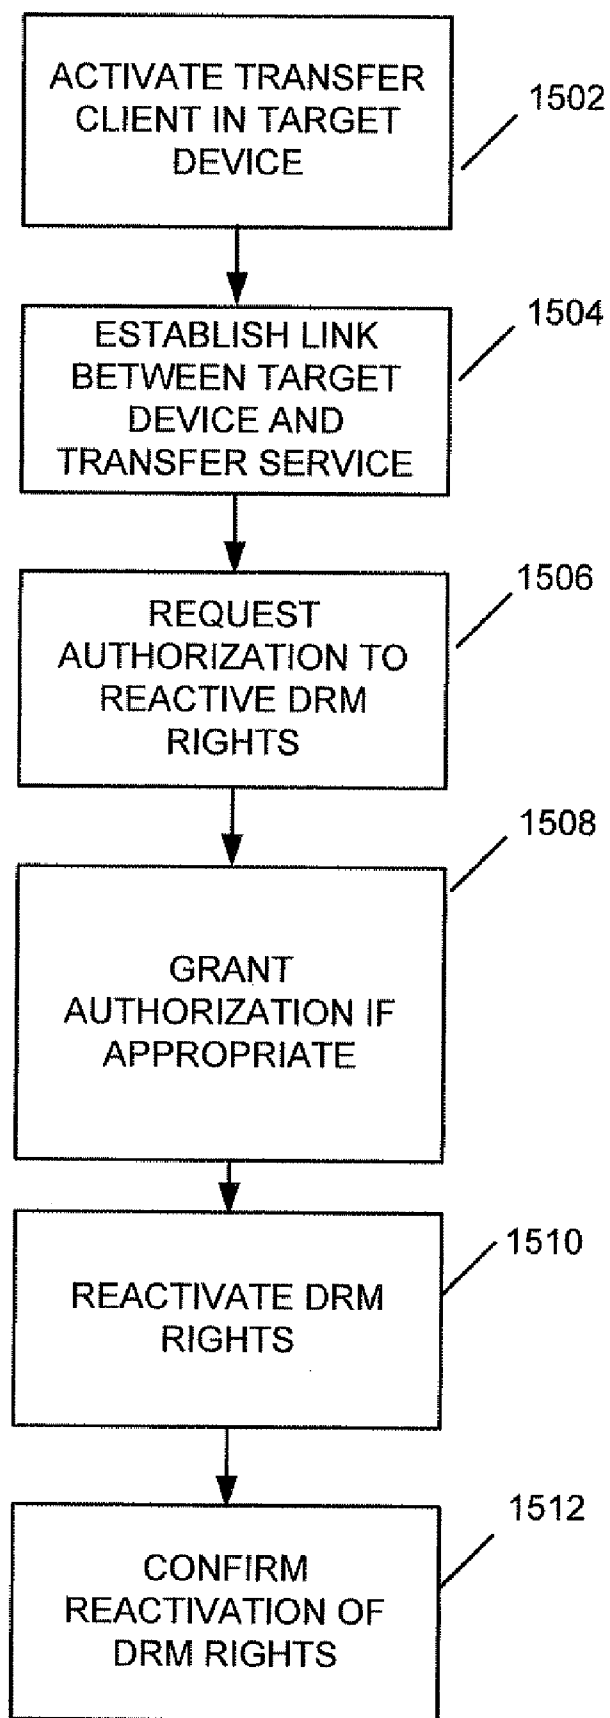 ACTIVATE TRANSFER
CLIENT IN TARGET
DEVICE
1502
ESTABLISH LINK
BETWEEN TARGET
DEVICE AND
TRANSFER SERVICE
1504
REQUEST
AUTHORIZATION TO
REACTIVE DRM
RIGHTS
1506
GRANT
AUTHORIZATION IF
APPROPRIATE
1508
REACTIVATE DRM
RIGHTS
1510
CONFIRM
REACTIVATION OF
DRM RIGHTS
1512